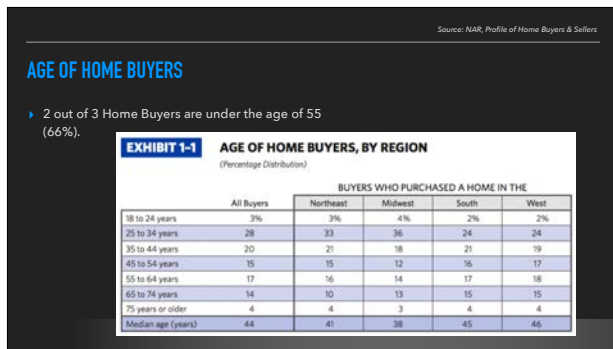 Source: NAR, Profile of Home Buyers & Sellers
AGE OF HOME BUYERS
2 out of 3 Home Buyers are under the age of 55
(66%).
EXHIBIT 1-1 AGE OF HOME BUYERS, BY REGION
(Percentage Distribution)
BUYERS WHO PURCHASED A HOME IN THE
All Buyers Northeast Midwest South West
18 to 24 years 3% 3% 4% 2% 2%
25 to 34 years 28 33 36 24 24
35 to 44 years 20 21 18 21 19
45 to 54 years 15 15 12 16 17
55 to 64 years 17 16 14 17 18
65 to 74 years 14 10 13 15 15
75 years or older 4 4 3 4 4
Median age (years) 44 41 38 45 46